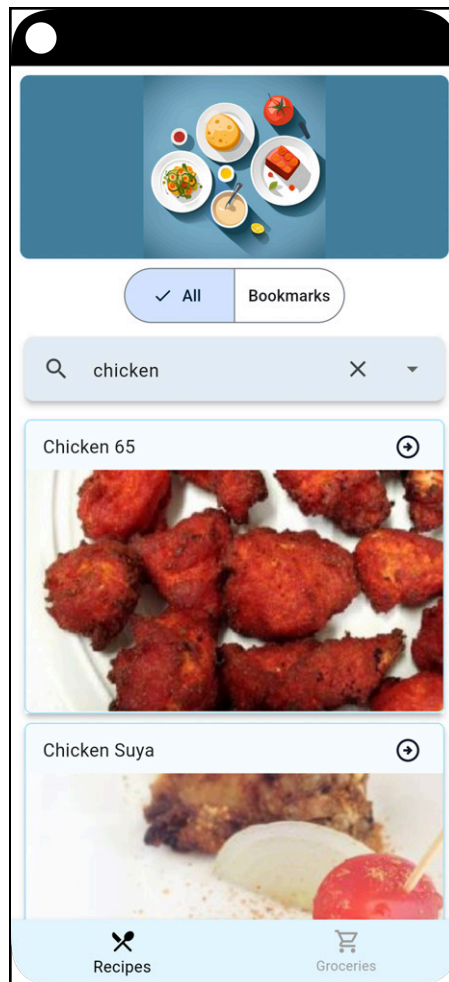 All
Bookmarks
chicken
Chicken 65
Chicken Suya
Recipes
Groceries